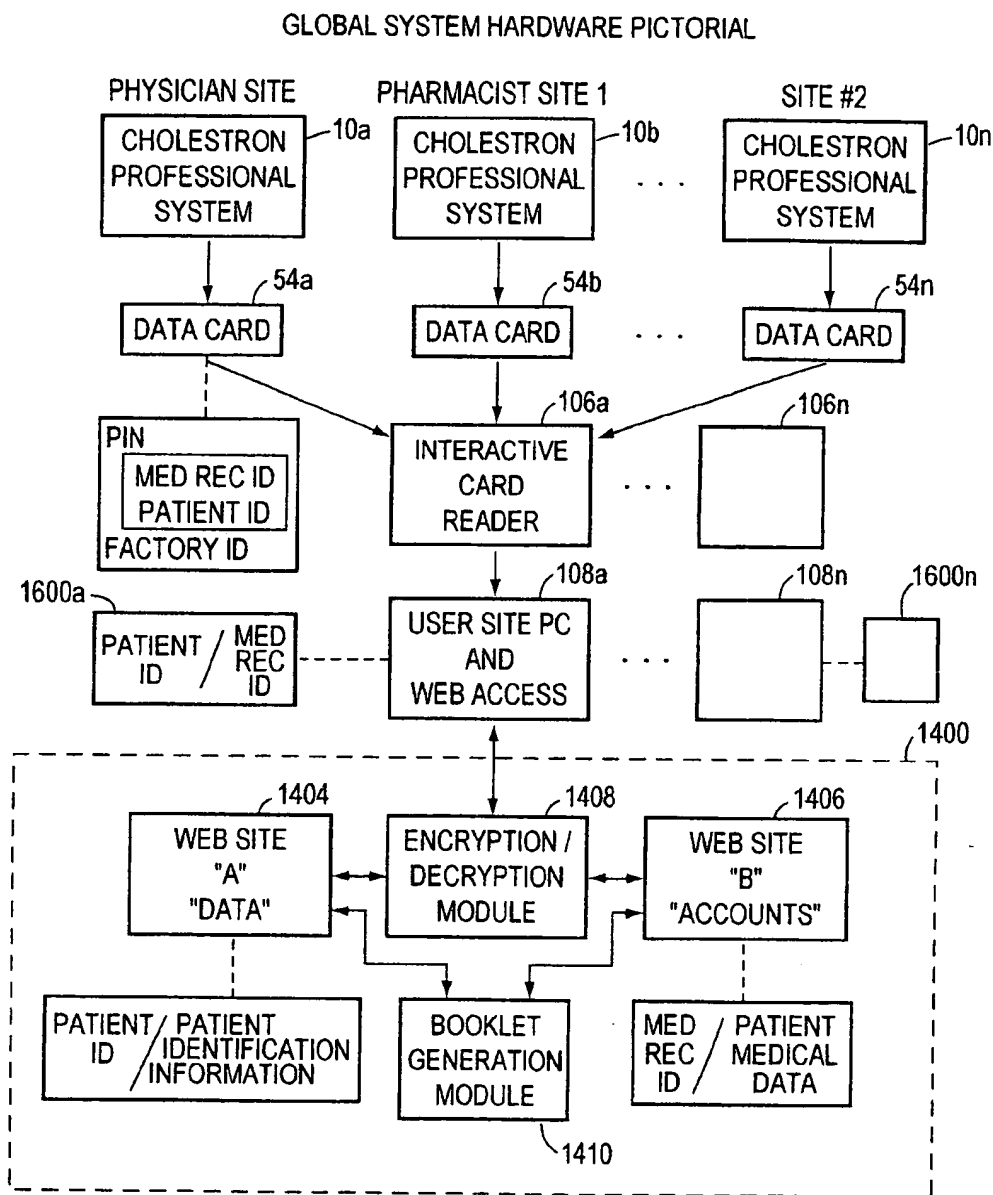 GLOBAL SYSTEM HARDWARE PICTORIAL
PHYSICIAN SITE
PHARMACIST SITE 1
SITE #2
10a
10b
10n
CHOLESTRON
PROFESSIONAL
SYSTEM
CHOLESTRON
PROFESSIONAL
SYSTEM
. . .
CHOLESTRON
PROFESSIONAL
SYSTEM
54a
54b
54n
DATA CARD
DATA CARD
. . .
DATA CARD
106a
106n
PIN
MED REC ID
PATIENT ID
FACTORY ID
INTERACTIVE
CARD
READER
. . .
1600a
108a
108n
1600n
PATIENT
ID
/
MED
REC
ID
USER SITE PC
AND
WEB ACCESS
. . .
1400
1404
1408
1406
WEB SITE
"A"
"DATA"
ENCRYPTION /
DECRYPTION
MODULE
WEB SITE
"B"
"ACCOUNTS"
PATIENT
ID
/
PATIENT
IDENTIFICATION
INFORMATION
BOOKLET
GENERATION
MODULE
MED
REC
ID
/
PATIENT
MEDICAL
DATA
1410